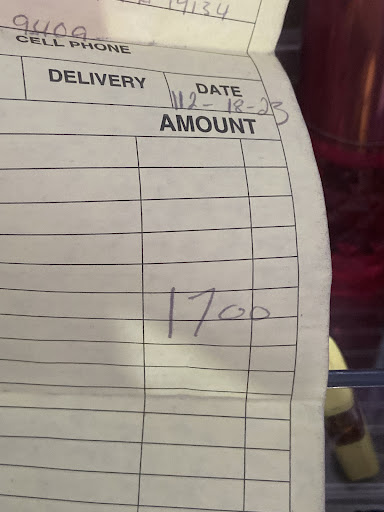 19134
9409
CELL PHONE
DELIVERY DATE
12-18-23
AMOUNT
1700